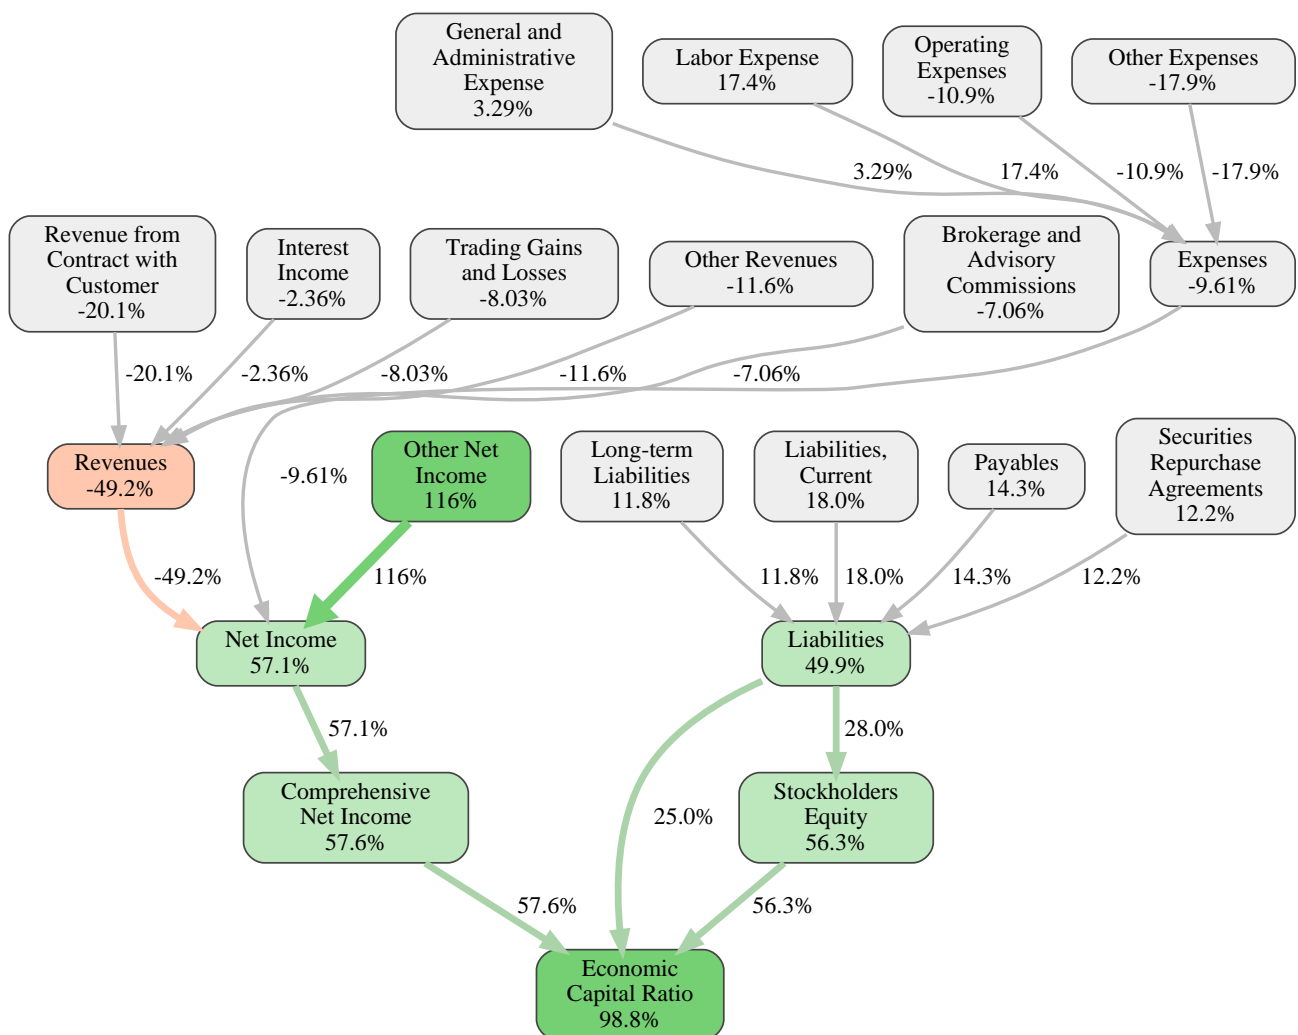 General and
Administrative
Expense
3.29%
Labor Expense
17.4%
Operating
Expenses
-10.9%
Other Expenses
-17.9%
3.29%
17.4%
-10.9%
-17.9%
Revenue from
Contract with
Customer
-20.1%
Interest
Income
-2.36%
Trading Gains
and Losses
-8.03%
Other Revenues
-11.6%
Brokerage and
Advisory
Commissions
-7.06%
Expenses
-9.61%
-20.1%
-2.36%
-8.03%
-11.6%
-7.06%
Revenues
-49.2%
-9.61%
Other Net
Income
116%
Long-term
Liabilities
11.8%
Liabilities,
Current
18.0%
Payables
14.3%
Securities
Repurchase
Agreements
12.2%
-49.2%
116%
11.8%
18.0%
14.3%
12.2%
Net Income
57.1%
Liabilities
49.9%
57.1%
28.0%
Comprehensive
Net Income
57.6%
25.0%
Stockholders
Equity
56.3%
57.6%
56.3%
Economic
Capital Ratio
98.8%